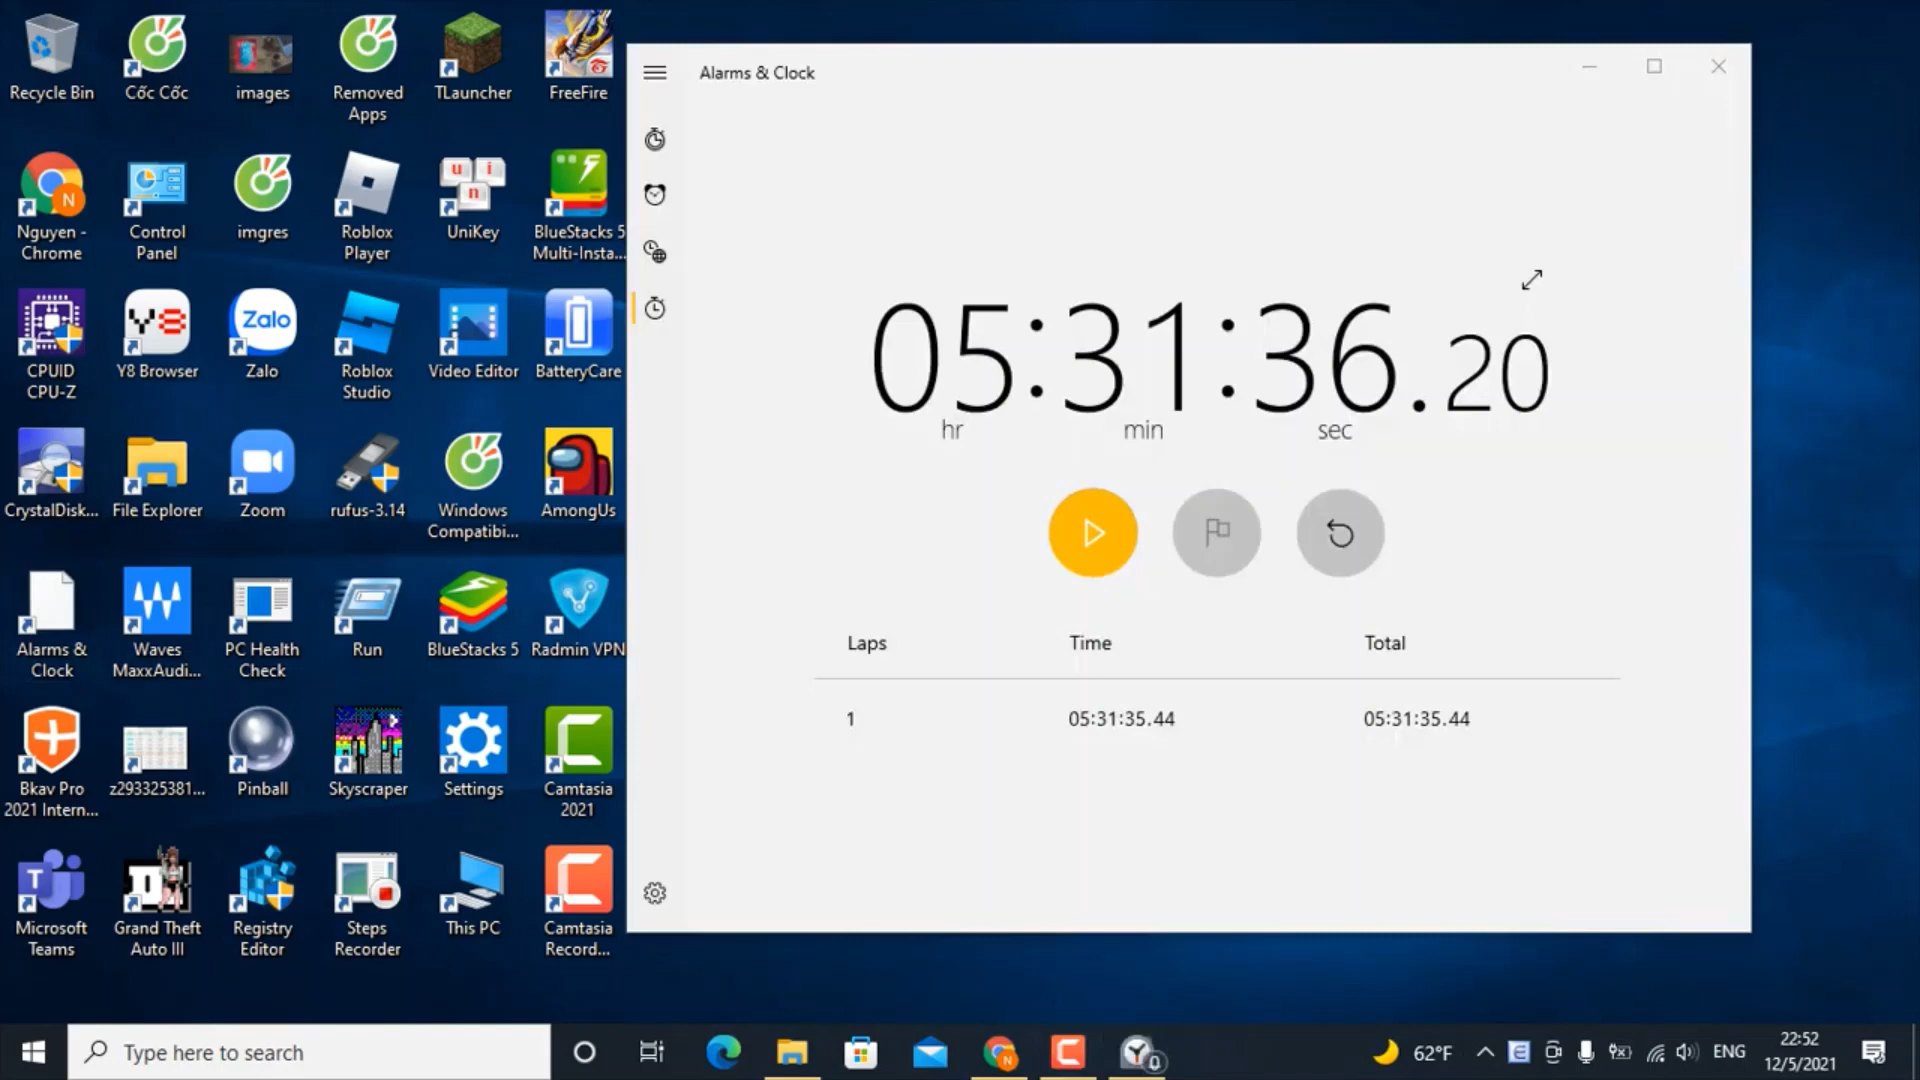 Recycle Bin
Cốc Cốc
images
Removed
Apps
TLauncher
FreeFire
Nguyen -
Chrome
Control
Panel
imgres
Roblox
Player
UniKey
BlueStacks 5
Multi-Insta...
CPUID
CPU-Z
Y8 Browser
Zalo
Roblox
Studio
Video Editor
BatteryCare
CrystalDisk...
File Explorer
Zoom
rufus-3.14
Windows
Compatibi...
AmongUs
Alarms &
Clock
Waves
MaxxAudi...
PC Health
Check
Run
BlueStacks 5
Radmin VPN
Bkav Pro
2021 Intern...
z293325381...
Pinball
Skyscraper
Settings
Camtasia
2021
Microsoft
Teams
Grand Theft
Auto III
Registry
Editor
Steps
Recorder
This PC
Camtasia
Record...
Alarms & Clock
05:31:36.20
hr min sec
Laps Time Total
1 05:31:35.44 05:31:35.44
Type here to search
62°F
ENG
22:52
12/5/2021